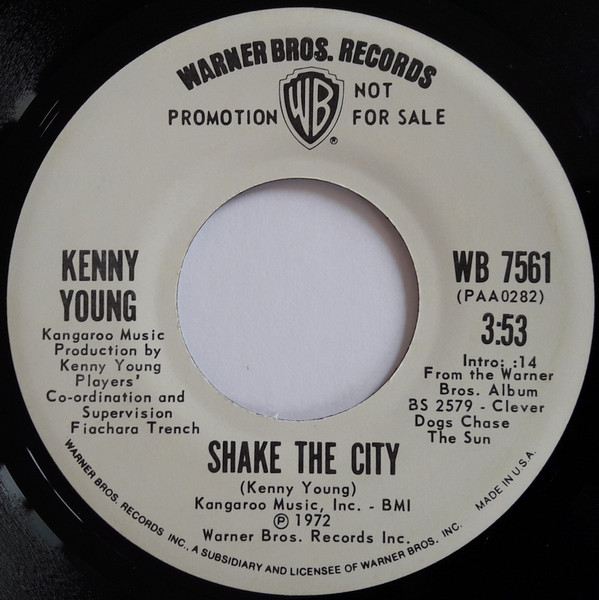 WARNER BROS. RECORDS
PROMOTION NOT FOR SALE
WB
®
KENNY
YOUNG
Kangaroo Music
Production by
Kenny Young
Players'
Co-ordination and
Supervision
Fiachara Trench
WB 7561
(PAA0282)
3:53
Intro: :14
From the Warner
Bros. Album
BS 2579 - Clever
Dogs Chase
The Sun
SHAKE THE CITY
(Kenny Young)
Kangaroo Music, Inc. - BMI
Ⓟ 1972
Warner Bros. Records Inc.
WARNER BROS. RECORDS INC., A SUBSIDIARY AND LICENSEE OF WARNER BROS. INC. MADE IN U.S.A.